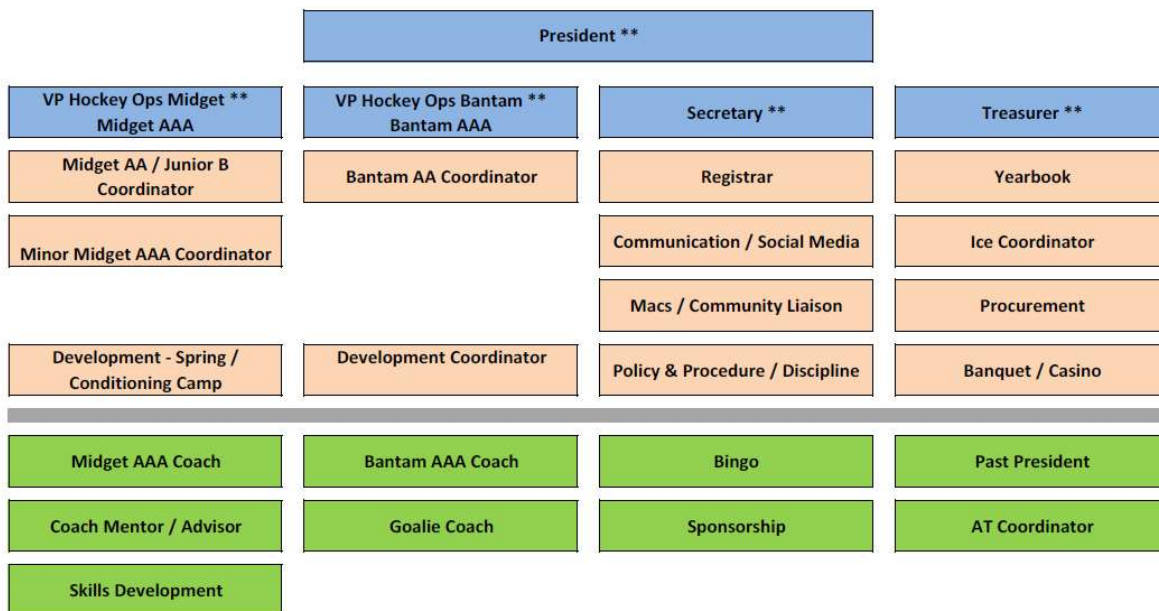 President **
VP Hockey Ops Midget **
Midget AAA
VP Hockey Ops Bantam **
Bantam AAA
Secretary **
Treasurer **
Midget AA / Junior B
Coordinator
Bantam AA Coordinator
Registrar
Yearbook
Minor Midget AAA Coordinator
Communication / Social Media
Ice Coordinator
Macs / Community Liaison
Procurement
Development - Spring /
Conditioning Camp
Development Coordinator
Policy & Procedure / Discipline
Banquet / Casino
Midget AAA Coach
Bantam AAA Coach
Bingo
Past President
Coach Mentor / Advisor
Goalie Coach
Sponsorship
AT Coordinator
Skills Development